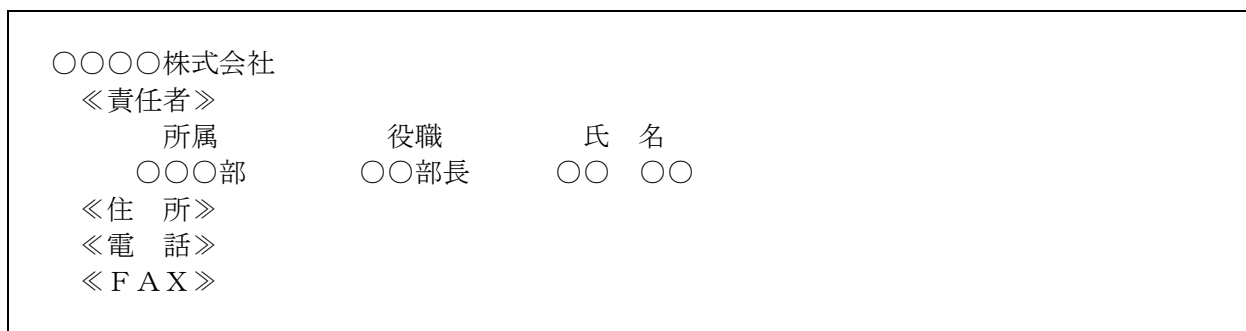 ○○○○株式会社
≪責任者≫
所属　役職　氏　名
○○○部　○○部長　○○　○○
≪住　所≫
≪電　話≫
≪ＦＡＸ≫